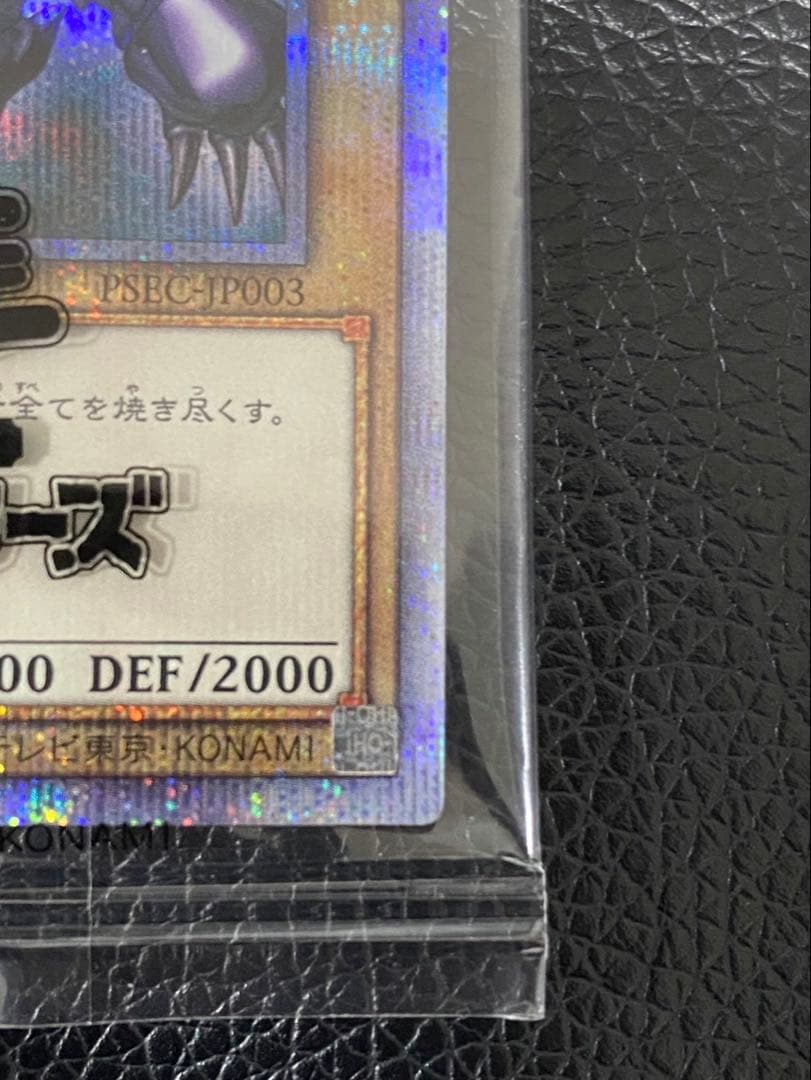 PSEC-JP003
全てを焼き尽くす。
ーズ
00 DEF/2000
テレビ東京・KONAMI
KONAMI